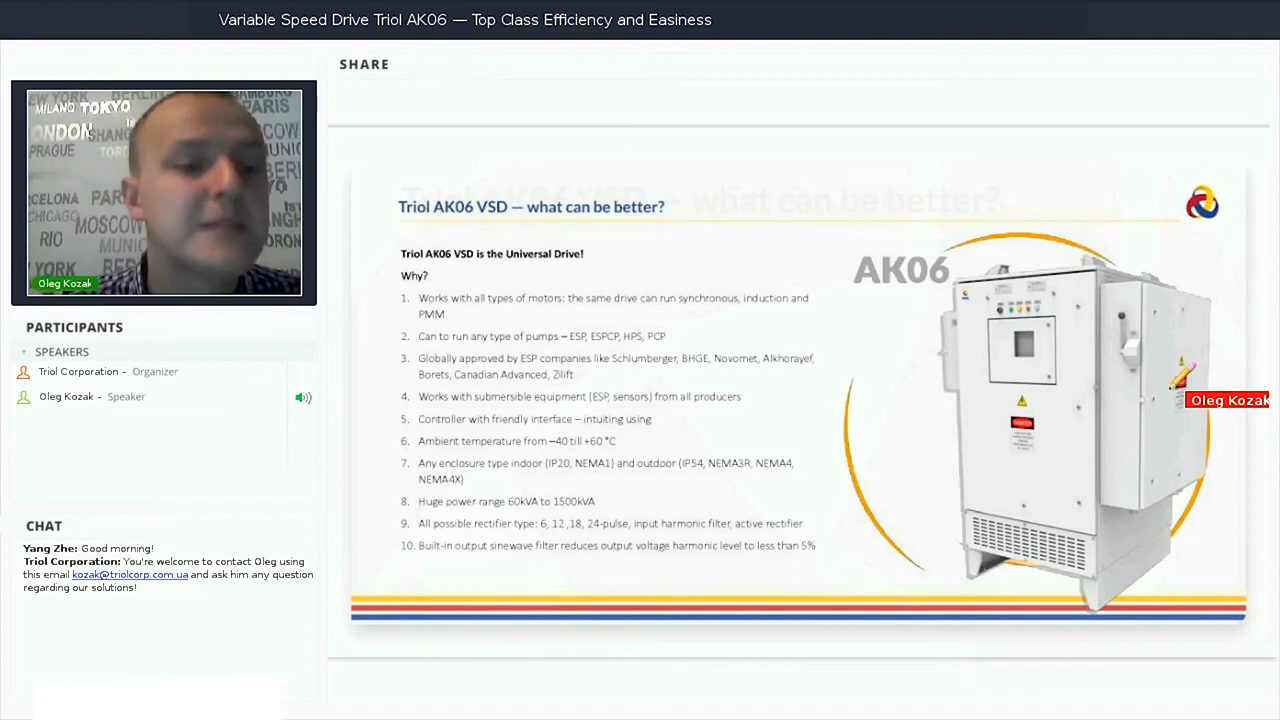 Variable Speed Drive Triol AK06 — Top Class Efficiency and Easiness
SHARE
MILANO TOKYO
PARIS
LONDON
SHANG
PRAGUE
MOSCOW
CHICAGO
RIO
YORK
Oleg Kozak
PARTICIPANTS
SPEAKERS
Triol Corporation - Organizer
Oleg Kozak - Speaker
CHAT
Yang Zhe: Good morning!
Triol Corporation: You're welcome to contact Oleg using
this email kozak@triolcorp.com.ua and ask him any question
regarding our solutions!
Triol AK06 VSD — what can be better?
Triol AK06 VSD is the Universal Drive!
Why?
1. Works with all types of motors: the same drive can run synchronous, induction and
PMM
2. Can to run any type of pumps – ESP, ESPCP, HPS, PCP
3. Globally approved by ESP companies like Schlumberger, BHGE, Novomet, Alkhorayef,
Borets, Canadian Advanced, Zilift
4. Works with submersible equipment (ESP, sensors) from all producers
5. Controller with friendly interface – intuiting using
6. Ambient temperature from –40 till +60 °C
7. Any enclosure type indoor (IP20, NEMA1) and outdoor (IP54, NEMA3R, NEMA4,
NEMA4X)
8. Huge power range 60kVA to 1500kVA
9. All possible rectifier type: 6, 12 ,18, 24-pulse, input harmonic filter, active rectifier
10. Built-in output sinewave filter reduces output voltage harmonic level to less than 5%
AK06
Oleg Kozak